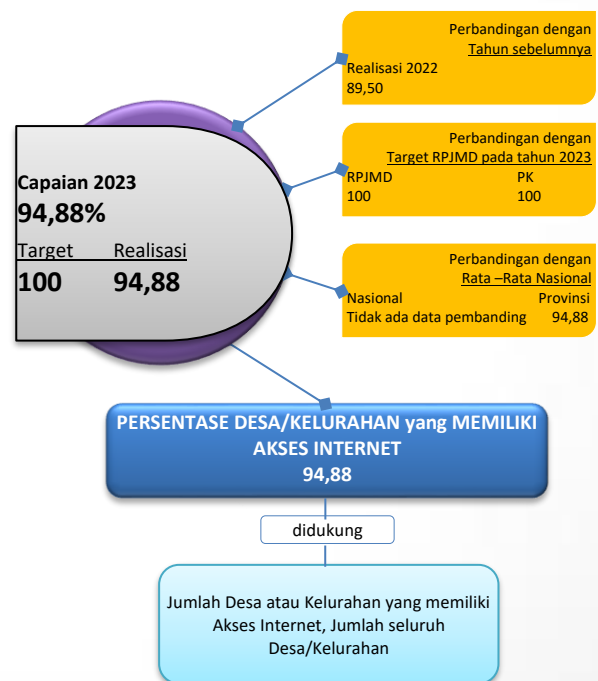 Perbandingan dengan
Tahun sebelumnya
Realisasi 2022
89,50
Perbandingan dengan
Target RPJMD pada tahun 2023
RPJMD PK
100 100
Capaian 2023
94,88%
Target Realisasi
100 94,88
Perbandingan dengan
Rata –Rata Nasional
Nasional Provinsi
Tidak ada data pembanding 94,88
PERSENTASE DESA/KELURAHAN yang MEMILIKI
AKSES INTERNET
94,88
didukung
Jumlah Desa atau Kelurahan yang memiliki
Akses Internet, Jumlah seluruh
Desa/Kelurahan